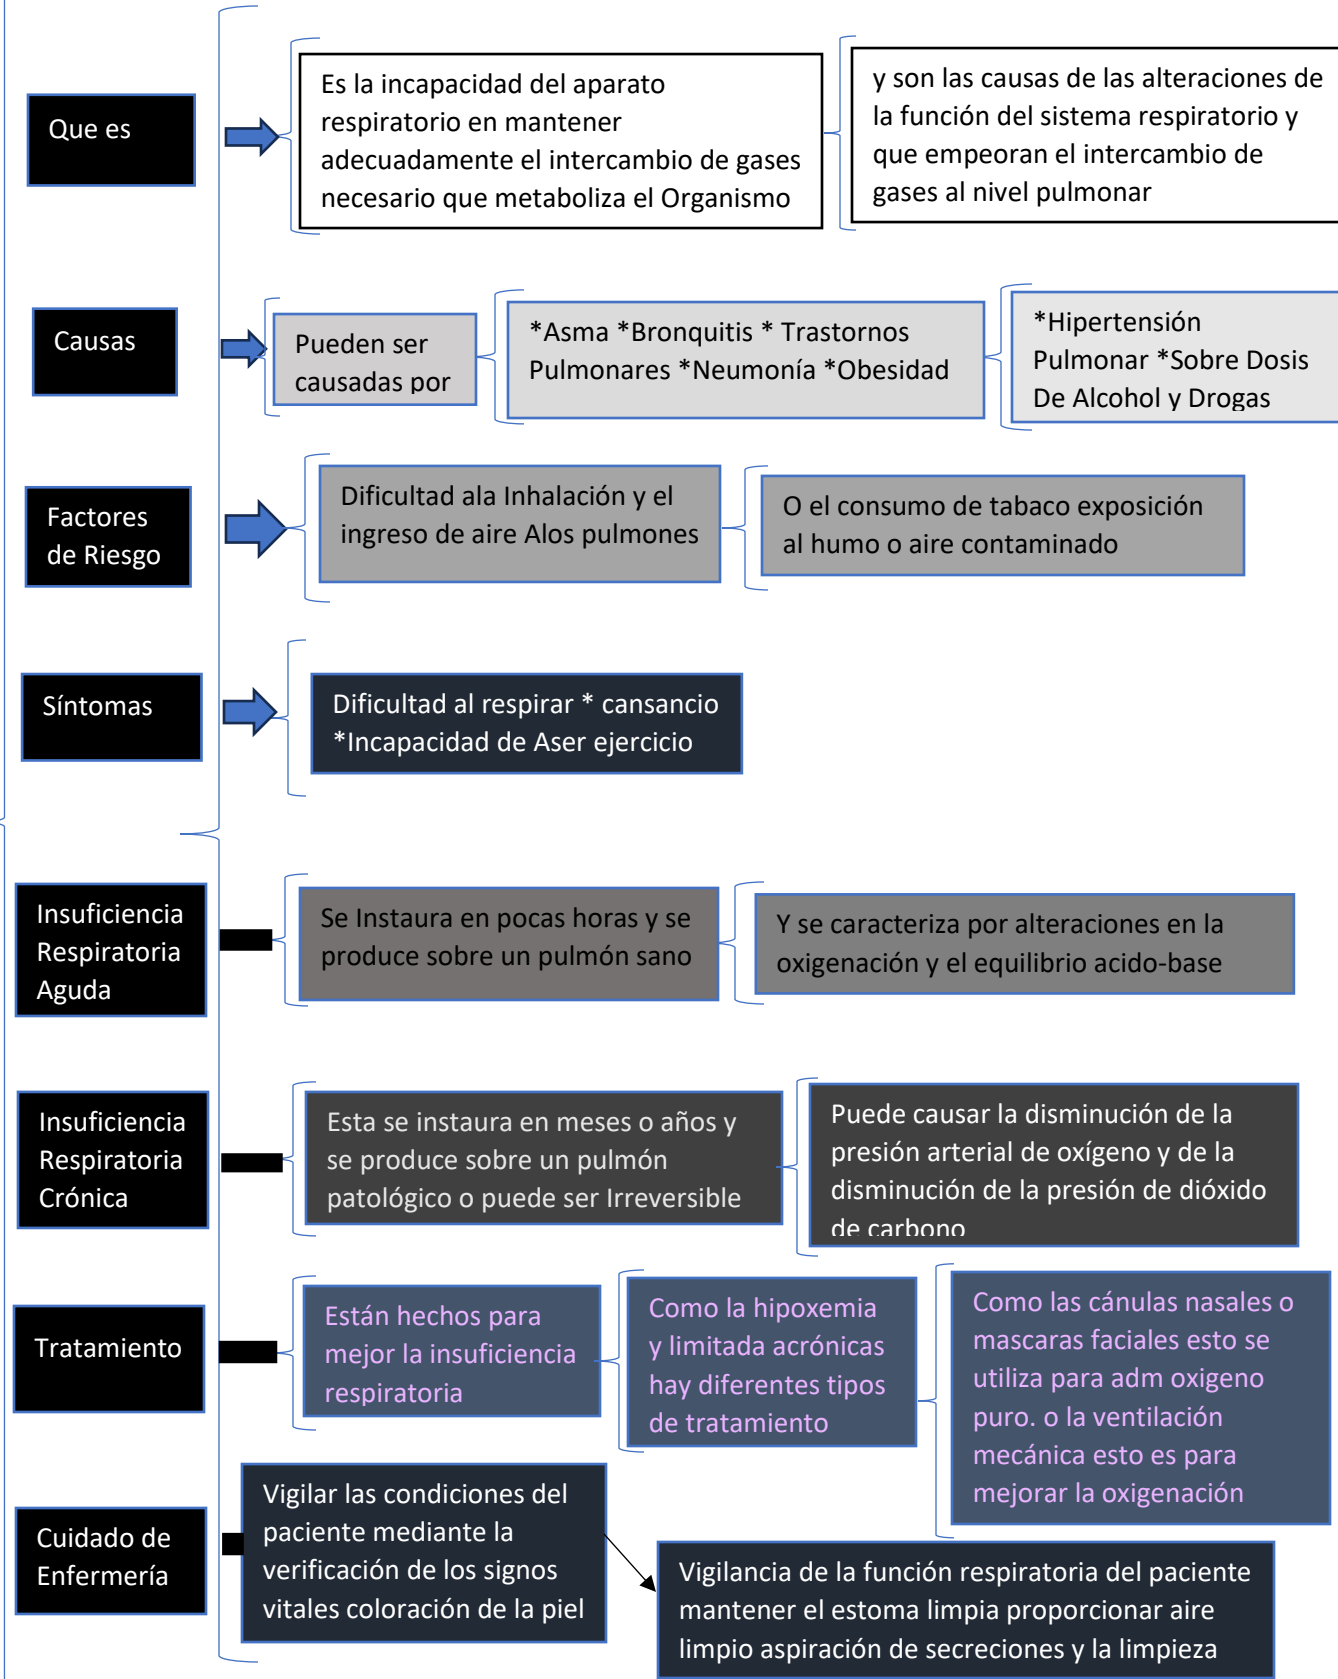 Que es
Es la incapacidad del aparato
respiratorio en mantener
adecuadamente el intercambio de gases
necesario que metaboliza el Organismo
y son las causas de las alteraciones de
la función del sistema respiratorio y
que empeoran el intercambio de
gases al nivel pulmonar
Causas
Pueden ser
causadas por
*Asma *Bronquitis * Trastornos
Pulmonares *Neumonía *Obesidad
*Hipertensión
Pulmonar *Sobre Dosis
De Alcohol y Drogas
Factores
de Riesgo
Dificultad ala Inhalación y el
ingreso de aire Alos pulmones
O el consumo de tabaco exposición
al humo o aire contaminado
Síntomas
Dificultad al respirar * cansancio
*Incapacidad de Aser ejercicio
Insuficiencia
Respiratoria
Aguda
Se Instaura en pocas horas y se
produce sobre un pulmón sano
Y se caracteriza por alteraciones en la
oxigenación y el equilibrio acido-base
Insuficiencia
Respiratoria
Crónica
Esta se instaura en meses o años y
se produce sobre un pulmón
patológico o puede ser Irreversible
Puede causar la disminución de la
presión arterial de oxígeno y de la
disminución de la presión de dióxido
de carbono
Tratamiento
Están hechos para
mejor la insuficiencia
respiratoria
Como la hipoxemia
y limitada acrónicas
hay diferentes tipos
de tratamiento
Como las cánulas nasales o
mascaras faciales esto se
utiliza para adm oxigeno
puro. o la ventilación
mecánica esto es para
mejorar la oxigenación
Cuidado de
Enfermería
Vigilar las condiciones del
paciente mediante la
verificación de los signos
vitales coloración de la piel
Vigilancia de la función respiratoria del paciente
mantener el estoma limpia proporcionar aire
limpio aspiración de secreciones y la limpieza